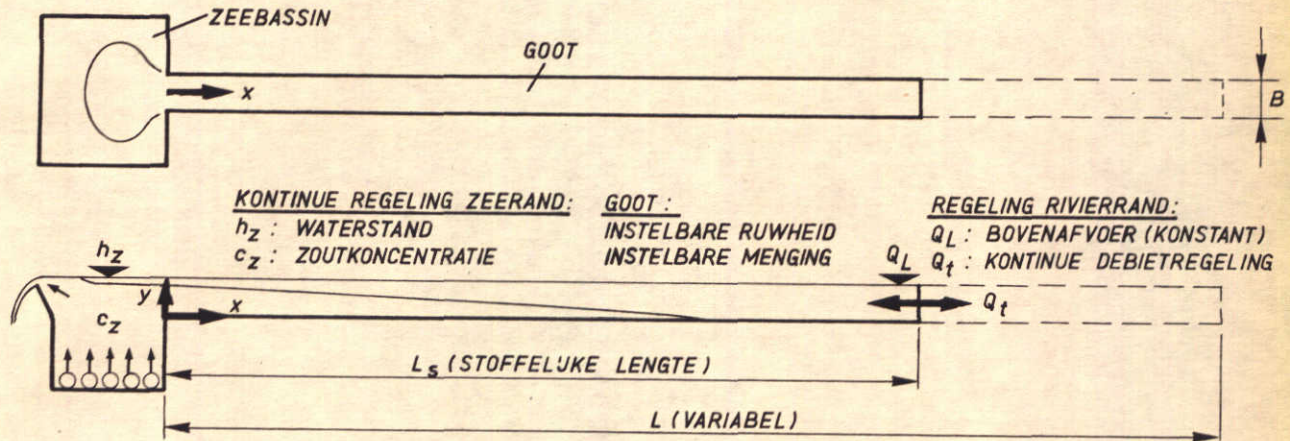 ZEEBASSIN
GOOT
x
B
KONTINUE REGELING ZEERAND:
h_z : WATERSTAND
c_z : ZOUTKONCENTRATIE
GOOT :
INSTELBARE RUWHEID
INSTELBARE MENGING
REGELING RIVIERRAND:
Q_L : BOVENAFVOER (KONSTANT)
Q_t : KONTINUE DEBIETREGELING
h_z
Q_L
y
x
Q_t
c_z
L_s (STOFFELIJKE LENGTE)
L (VARIABEL)